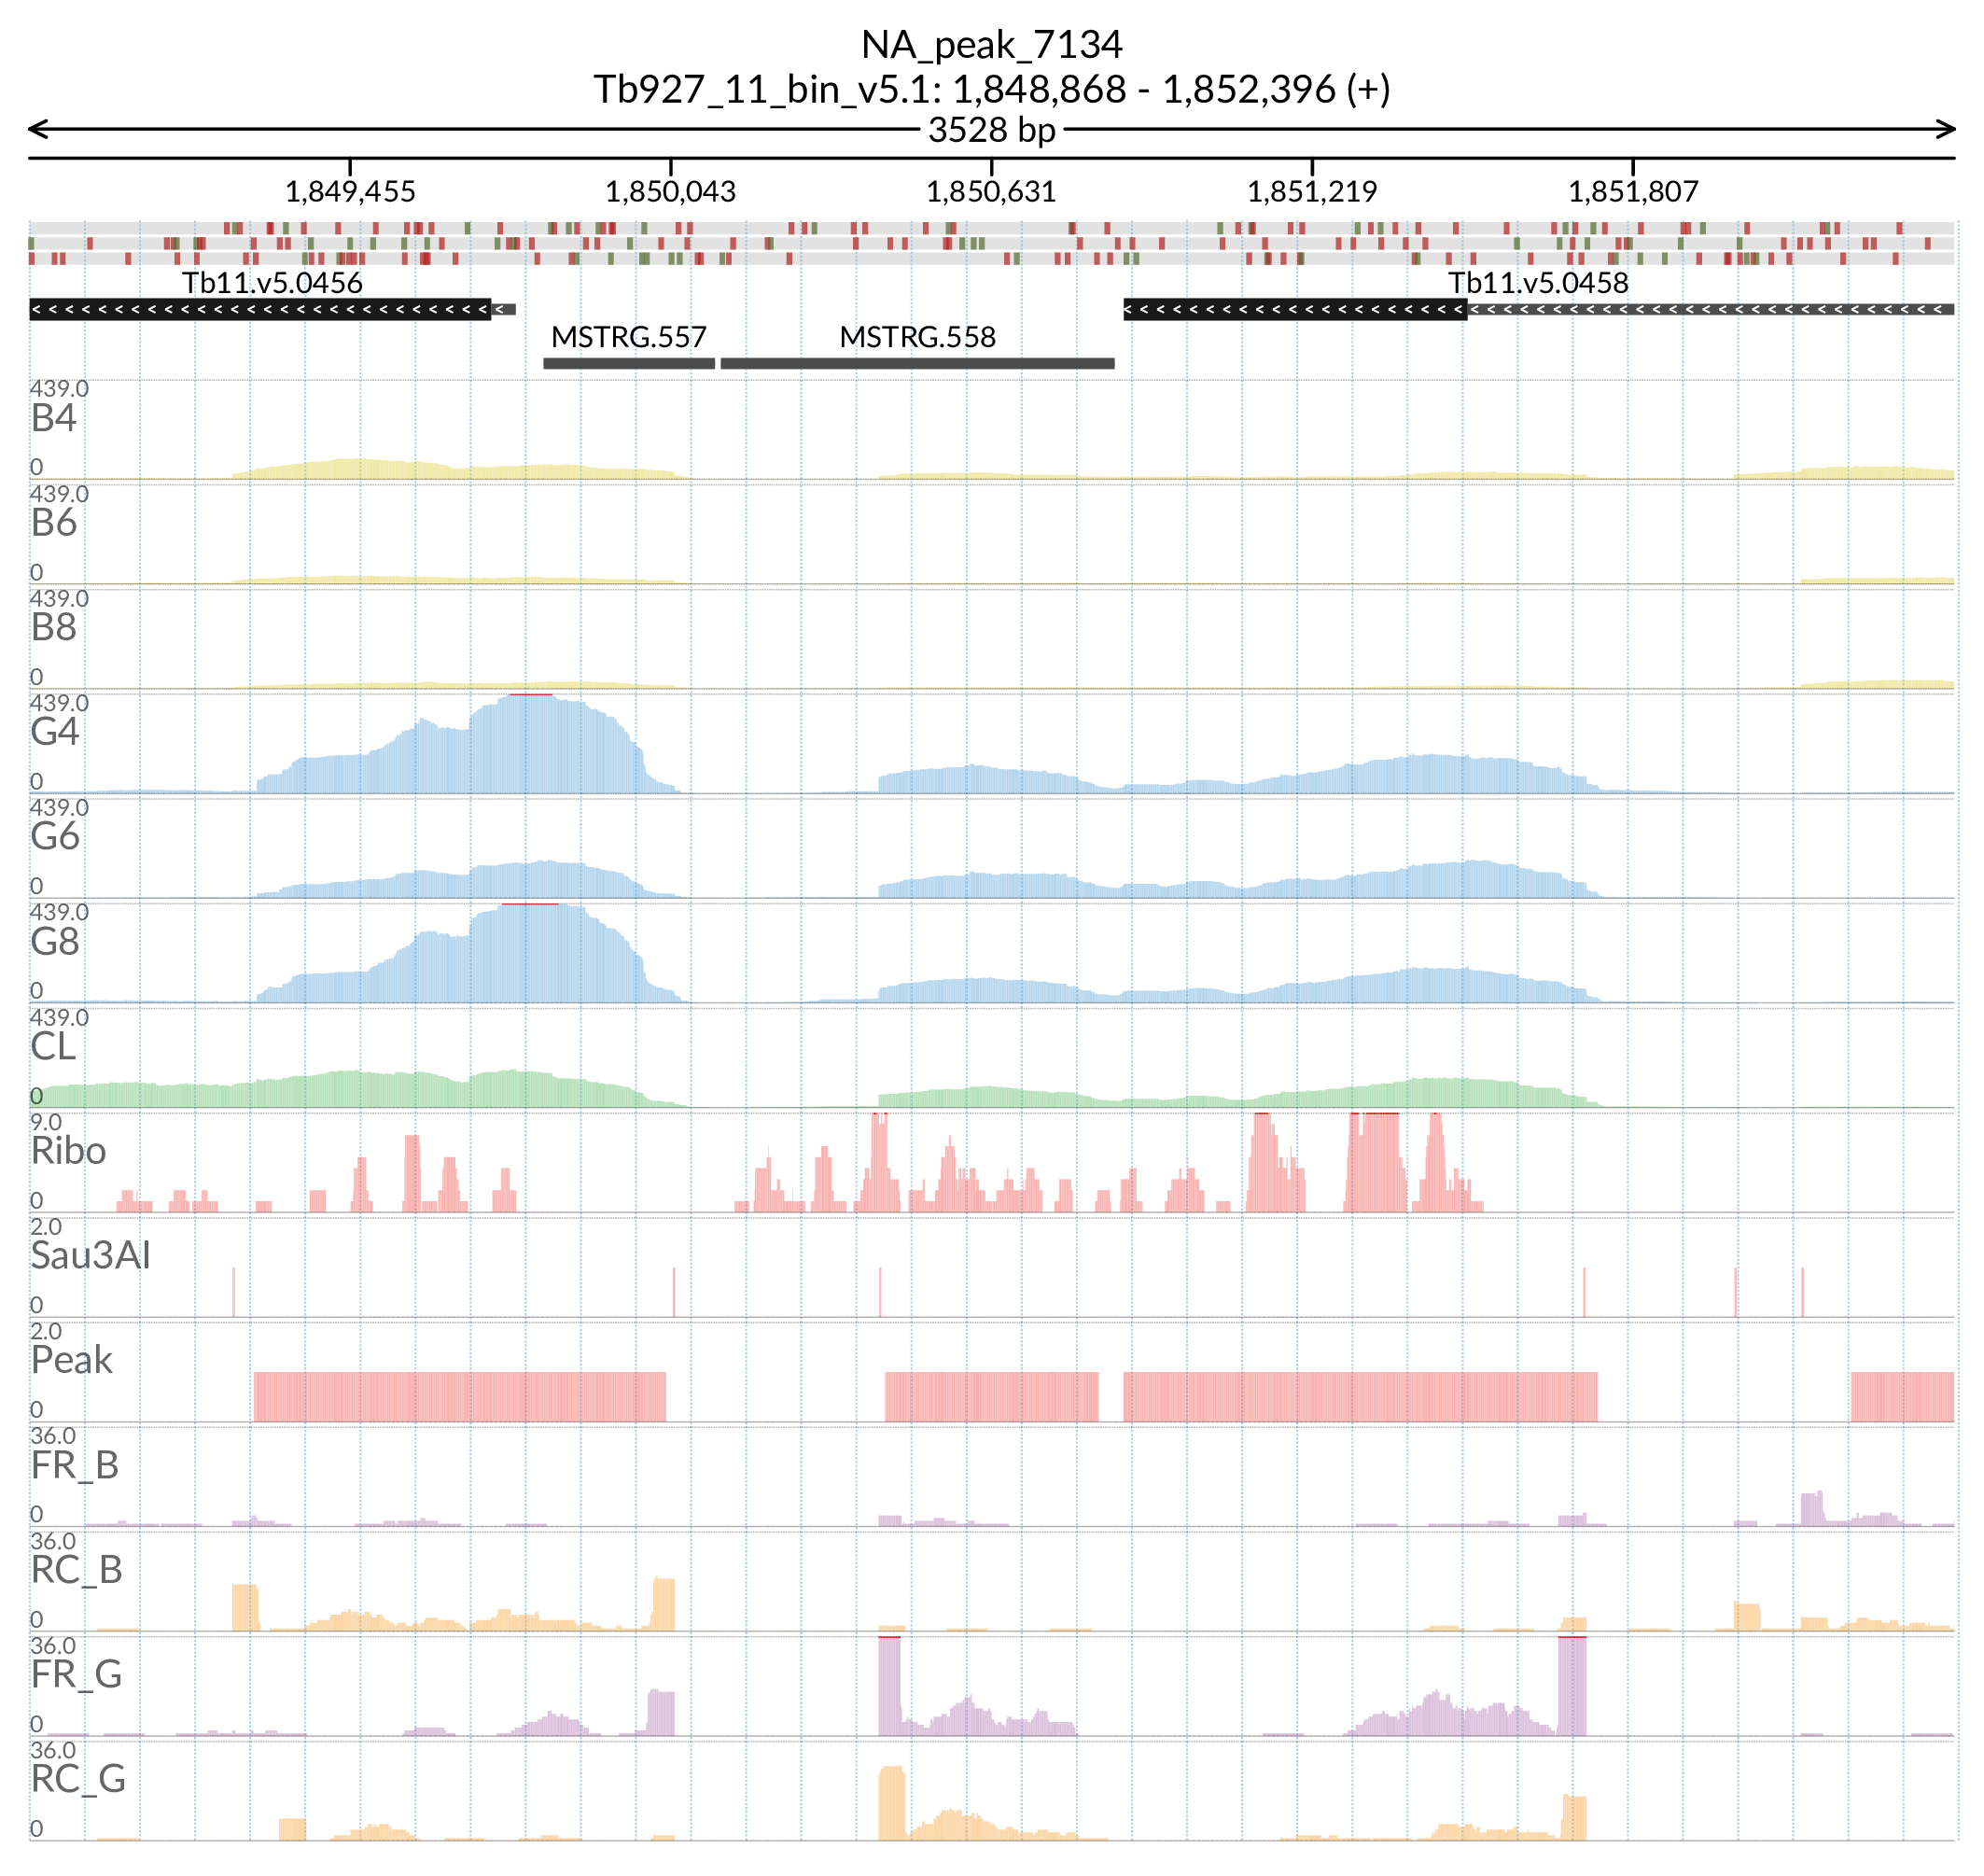 NA_peak_7134
Tb927_11_bin_v5.1: 1,848,868 - 1,852,396 (+)
3528 bp
1,849,455 1,850,043 1,850,631 1,851,219 1,851,807
Tb11.v5.0456 Tb11.v5.0458
MSTRG.557 MSTRG.558
439.0
B4
0
439.0
B6
0
439.0
B8
0
439.0
G4
0
439.0
G6
0
439.0
G8
0
439.0
CL
0
9.0
Ribo
0
2.0
Sau3AI
0
2.0
Peak
0
36.0
FR_B
0
36.0
RC_B
0
36.0
FR_G
0
36.0
RC_G
0